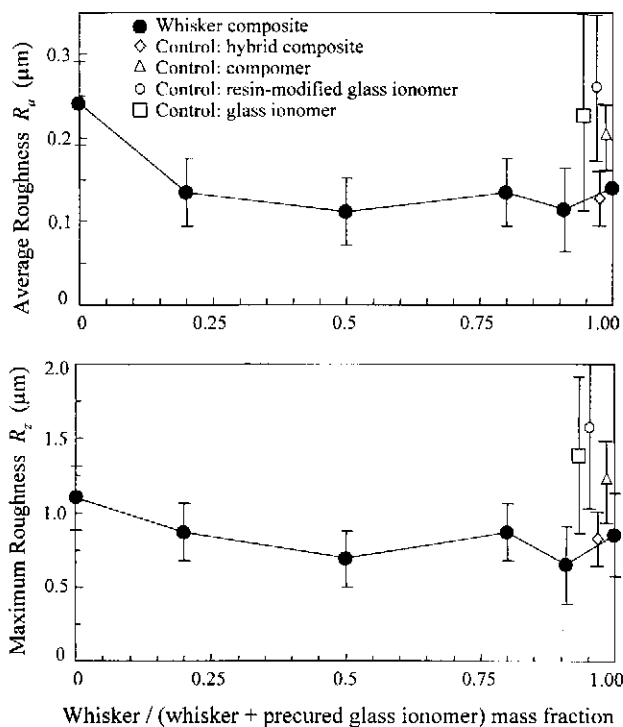 Whisker composite
Control: hybrid composite
Control: compomer
Control: resin-modified glass ionomer
Control: glass ionomer
Average Roughness Ra (µm)
0.3
0.2
0.1
0
0 0.25 0.5 0.75 1.00
Maximum Roughness Rz (µm)
2.0
1.5
1.0
0.5
0
0 0.25 0.5 0.75 1.00
Whisker / (whisker + precured glass ionomer) mass fraction